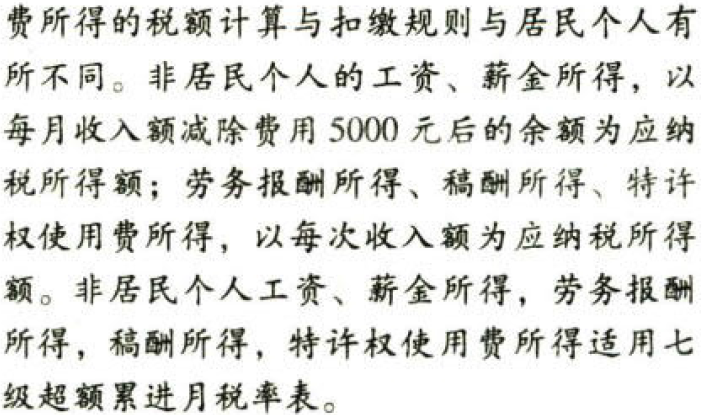 费所得的税额计算与扣缴规则与居民个人有
所不同。非居民个人的工资、薪金所得，以
每月收入额减除费用5000元后的余额为应纳
税所得额；劳务报酬所得、稿酬所得、特许
权使用费所得，以每次收入额为应纳税所得
额。非居民个人工资、薪金所得，劳务报酬
所得，稿酬所得，特许权使用费所得适用七
级超额累进月税率表。